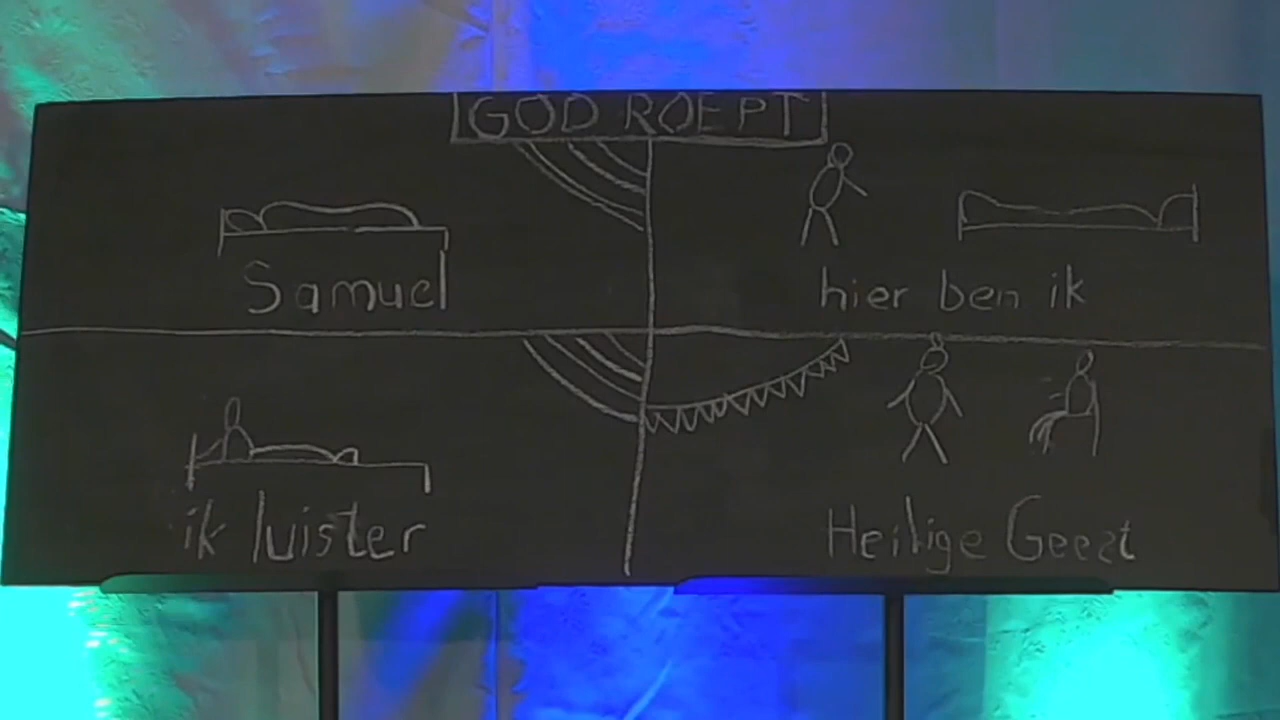 GOD ROEPT
Samuel
hier ben ik
ik luister
Heilige Geest